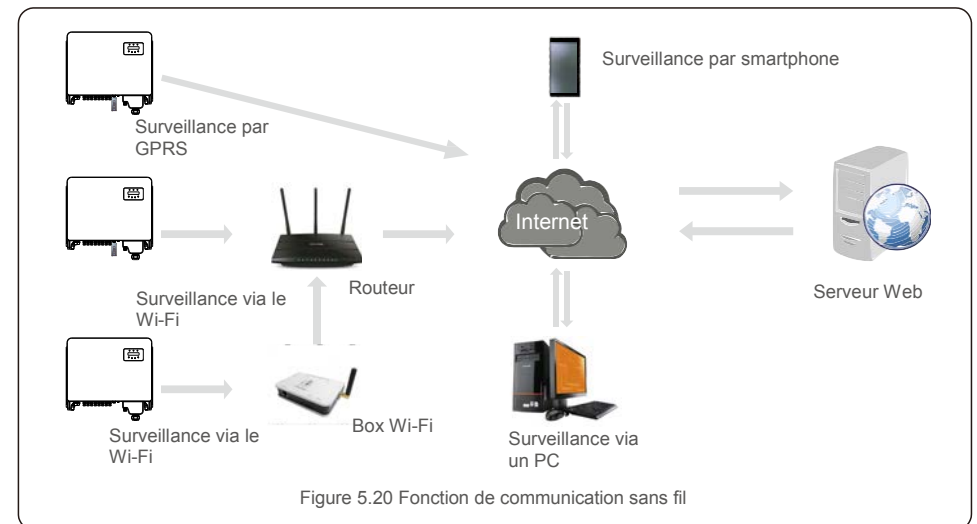 Surveillance par smartphone
Surveillance par
GPRS
Internet
Surveillance via le
Wi-Fi
Routeur
Serveur Web
Surveillance via le
Wi-Fi
Box Wi-Fi
Surveillance via
un PC
Figure 5.20 Fonction de communication sans fil